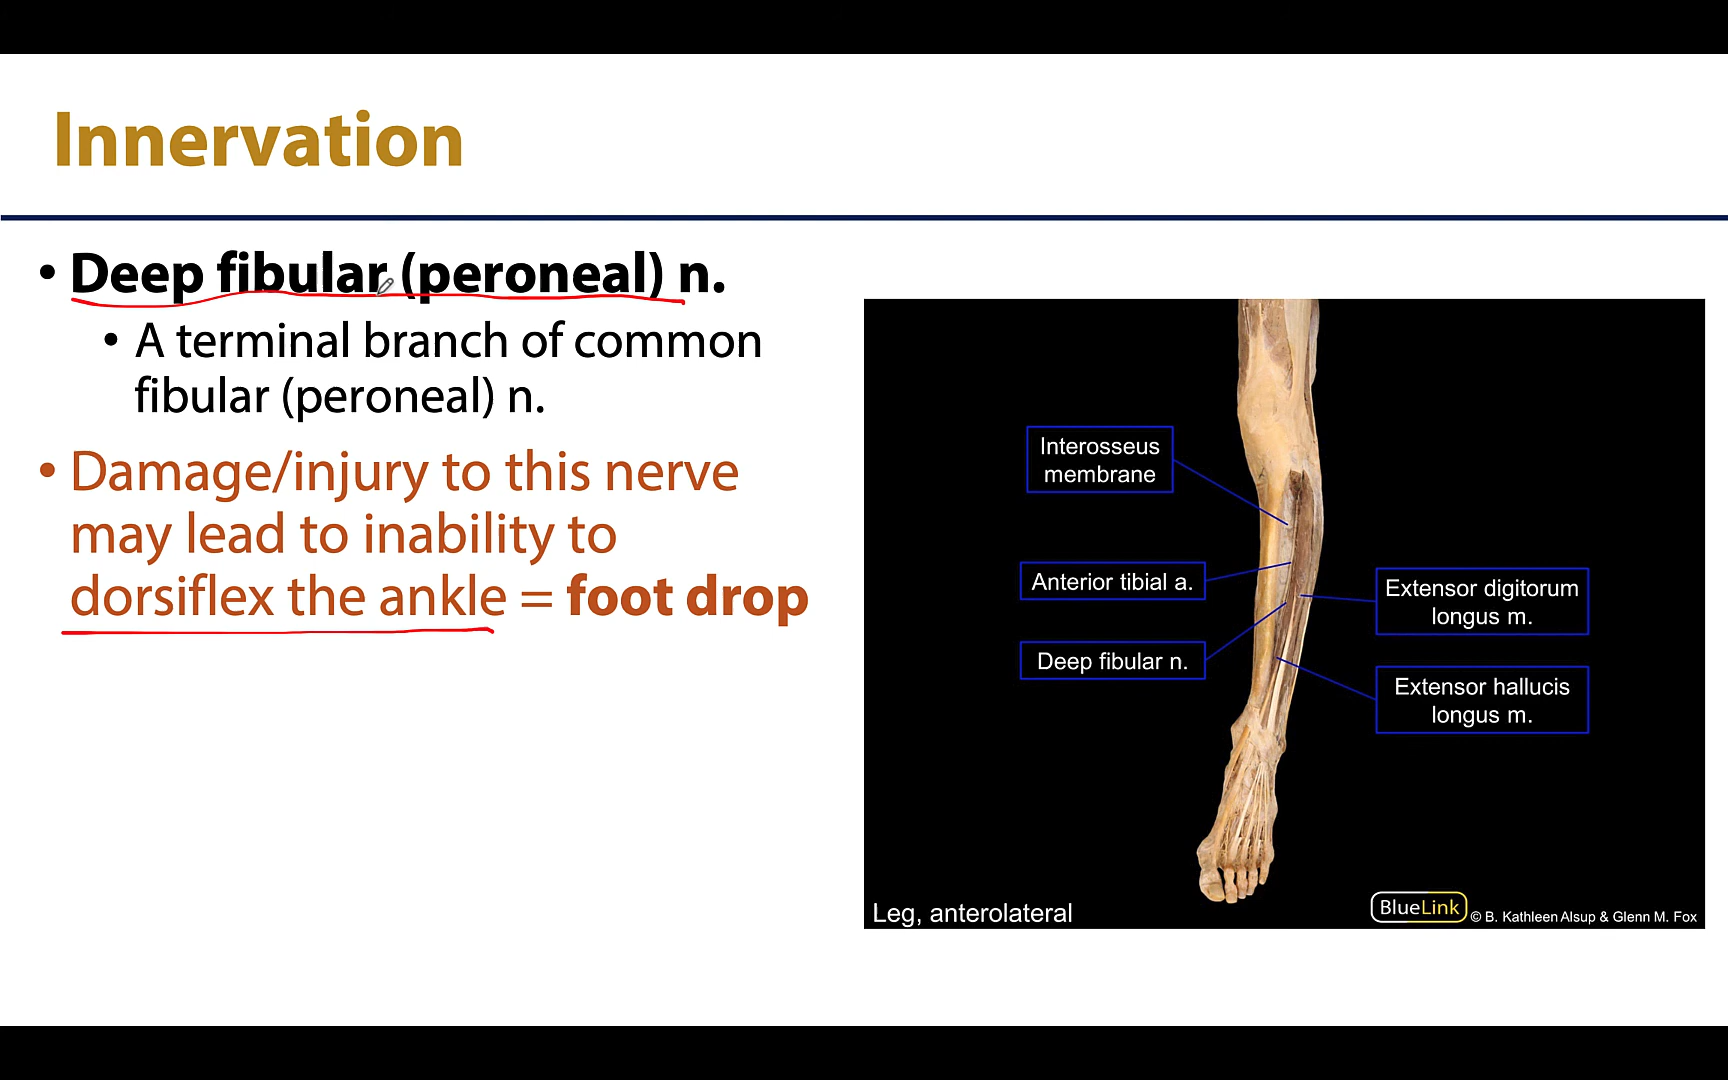 Innervation
• Deep fibular (peroneal) n.
• A terminal branch of common
fibular (peroneal) n.
• Damage/injury to this nerve
may lead to inability to
dorsiflex the ankle = foot drop
Interosseus
membrane
Anterior tibial a.
Deep fibular n.
Extensor digitorum
longus m.
Extensor hallucis
longus m.
Leg, anterolateral
BlueLink © B. Kathleen Alsup & Glenn M. Fox